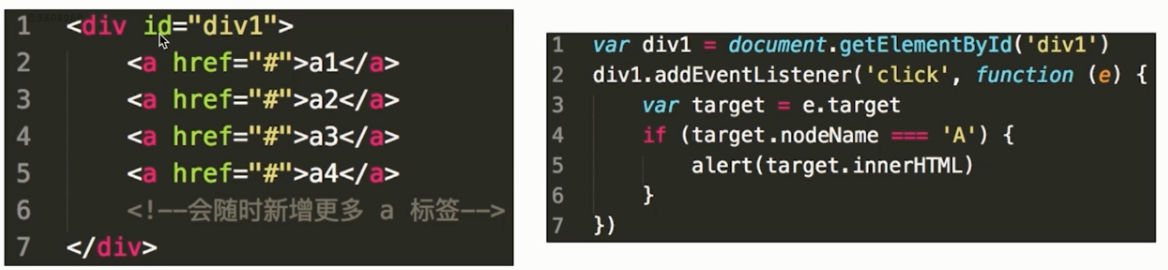 1 <div id="div1">
2 <a href="#">a1</a>
3 <a href="#">a2</a>
4 <a href="#">a3</a>
5 <a href="#">a4</a>
6 <!--会随时新增更多 a 标签-->
7 </div>
1 var div1 = document.getElementById('div1')
2 div1.addEventListener('click', function (e) {
3 var target = e.target
4 if (target.nodeName === 'A') {
5 alert(target.innerHTML)
6 }
7 })